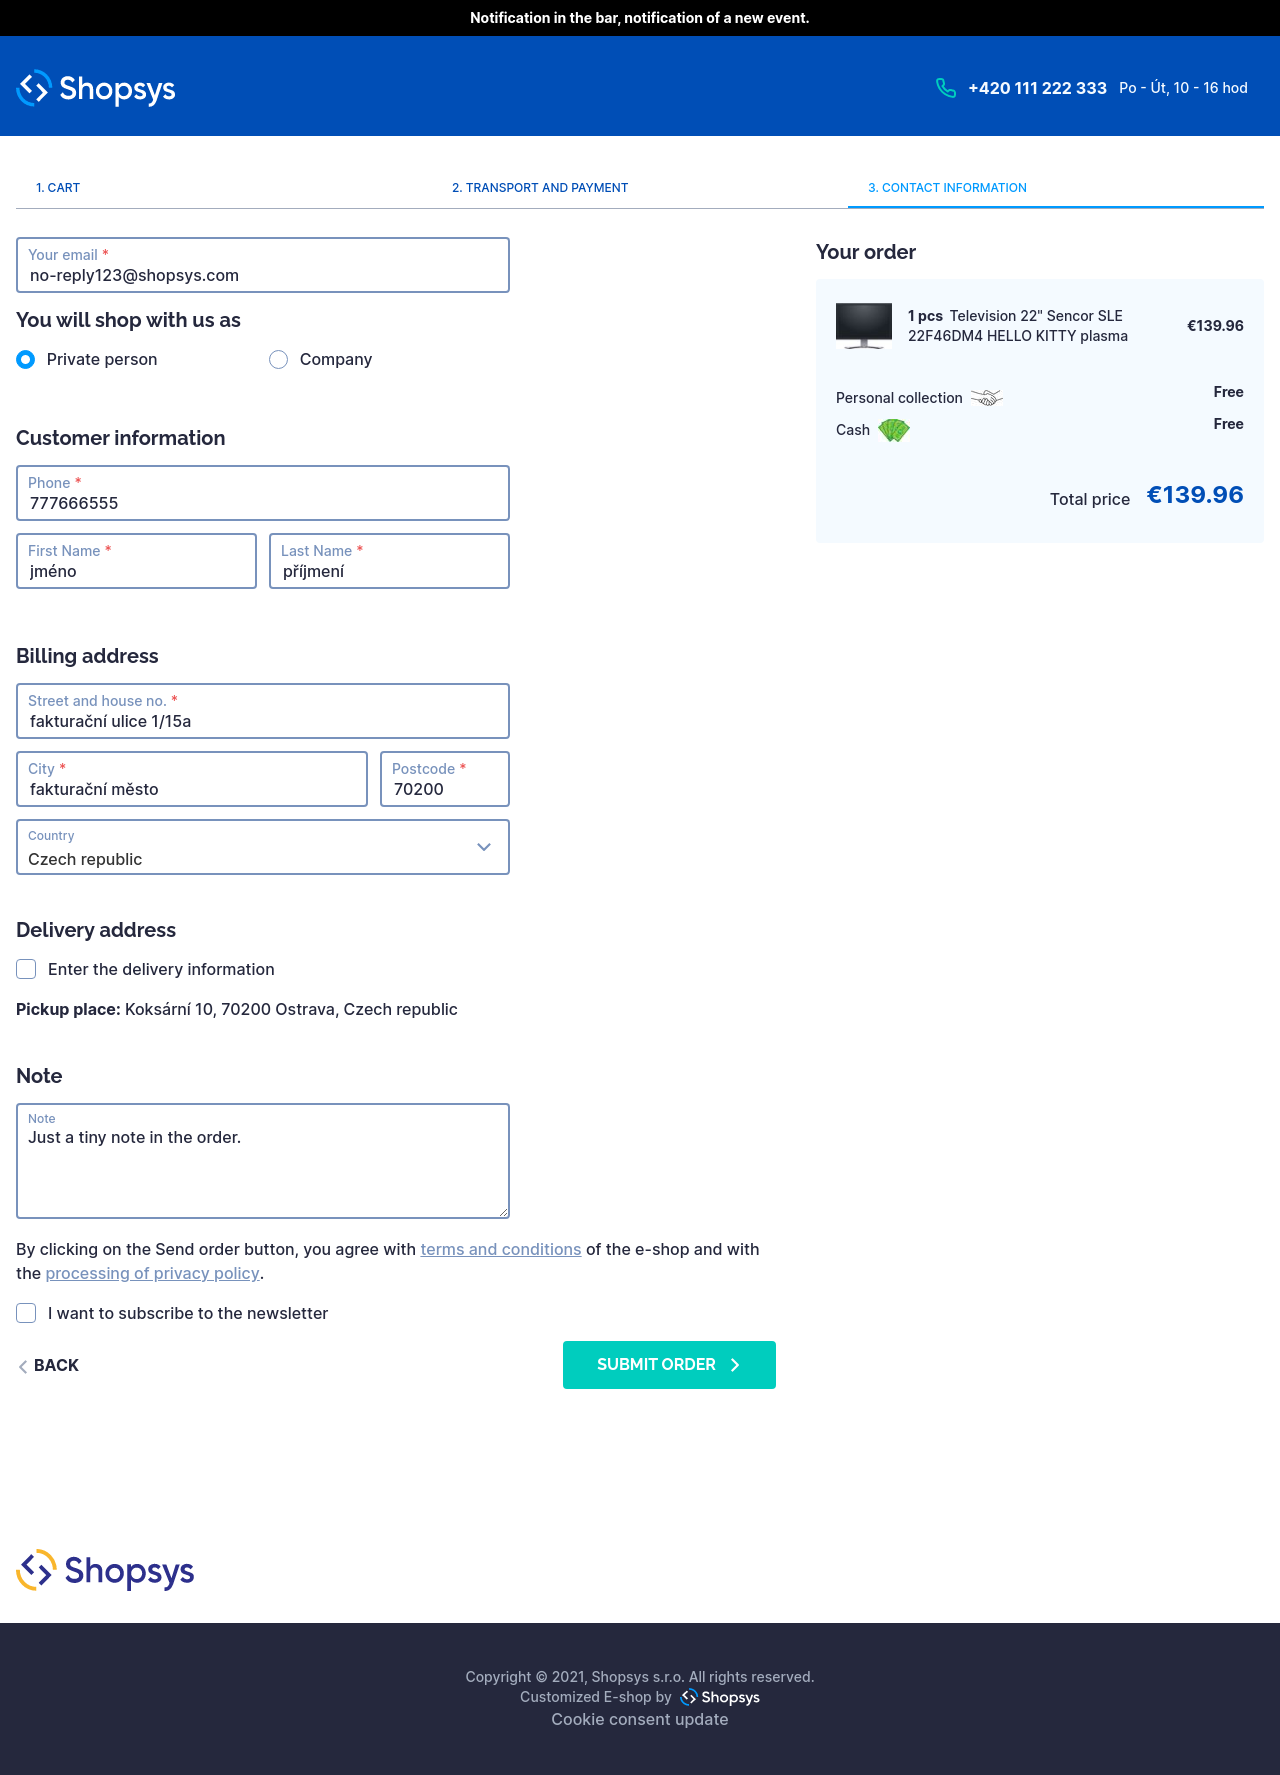 Notification in the bar, notification of a new event.
Shopsys
+420 111 222 333 Po - Út, 10 - 16 hod
1. CART
2. TRANSPORT AND PAYMENT
3. CONTACT INFORMATION
Your email *
no-reply123@shopsys.com
You will shop with us as
Private person
Company
Customer information
Phone *
777666555
First Name *
jméno
Last Name *
příjmení
Billing address
Street and house no. *
fakturační ulice 1/15a
City *
fakturační město
Postcode *
70200
Country
Czech republic
Delivery address
Enter the delivery information
Pickup place: Koksární 10, 70200 Ostrava, Czech republic
Note
Note
Just a tiny note in the order.
By clicking on the Send order button, you agree with terms and conditions of the e-shop and with
the processing of privacy policy.
I want to subscribe to the newsletter
BACK
SUBMIT ORDER
Your order
1 pcs Television 22" Sencor SLE
22F46DM4 HELLO KITTY plasma
€139.96
Personal collection
Free
Cash
Free
Total price €139.96
Shopsys
Copyright © 2021, Shopsys s.r.o. All rights reserved.
Customized E-shop by Shopsys
Cookie consent update